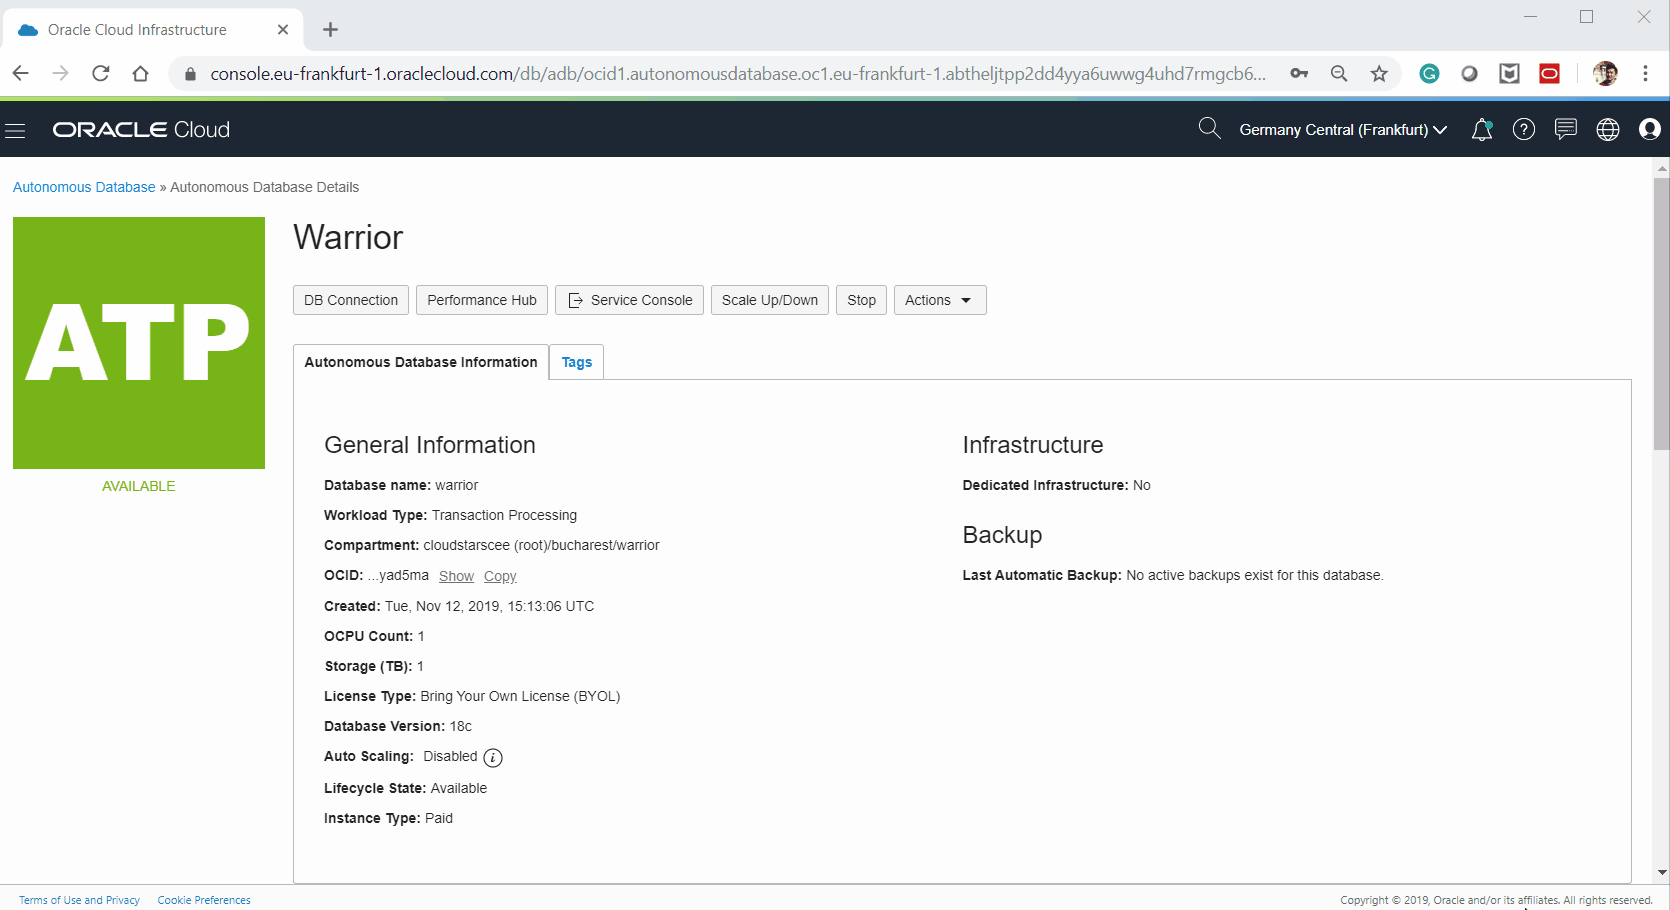 Oracle Cloud Infrastructure
console.eu-frankfurt-1.oraclecloud.com/db/adb/ocid1.autonomousdatabase.oc1.eu-frankfurt-1.abtheljtpp2dd4yya6uwwg4uhd7rmgcb6...
ORACLE Cloud
Germany Central (Frankfurt)
Autonomous Database » Autonomous Database Details
ATP
AVAILABLE
Warrior
DB Connection Performance Hub Service Console Scale Up/Down Stop Actions
Autonomous Database Information Tags
General Information
Database name: warrior
Workload Type: Transaction Processing
Compartment: cloudstarscee (root)/bucharest/warrior
OCID: ...yad5ma Show Copy
Created: Tue, Nov 12, 2019, 15:13:06 UTC
OCPU Count: 1
Storage (TB): 1
License Type: Bring Your Own License (BYOL)
Database Version: 18c
Auto Scaling: Disabled
Lifecycle State: Available
Instance Type: Paid
Infrastructure
Dedicated Infrastructure: No
Backup
Last Automatic Backup: No active backups exist for this database.
Terms of Use and Privacy Cookie Preferences
Copyright © 2019, Oracle and/or its affiliates. All rights reserved.